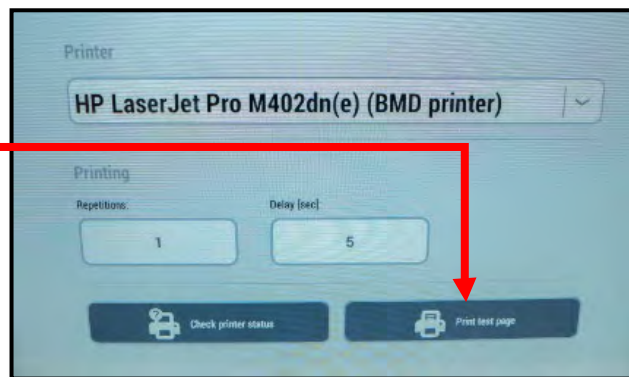 Printer
HP LaserJet Pro M402dn(e) (BMD printer)
Printing
Repetitions: Delay [sec]
1 5
Check printer status Print test page